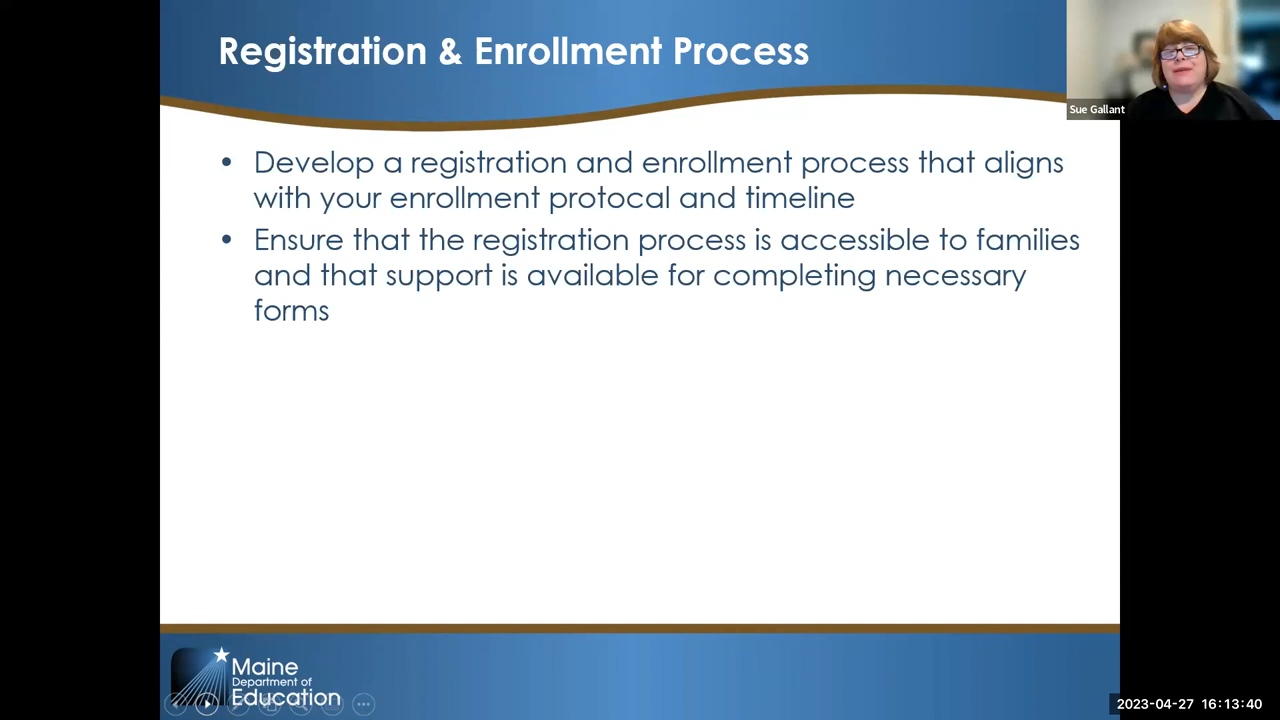 Registration & Enrollment Process
Sue Gallant
• Develop a registration and enrollment process that aligns
with your enrollment protocal and timeline
• Ensure that the registration process is accessible to families
and that support is available for completing necessary
forms
Maine
Department of
Education
2023-04-27 16:13:40